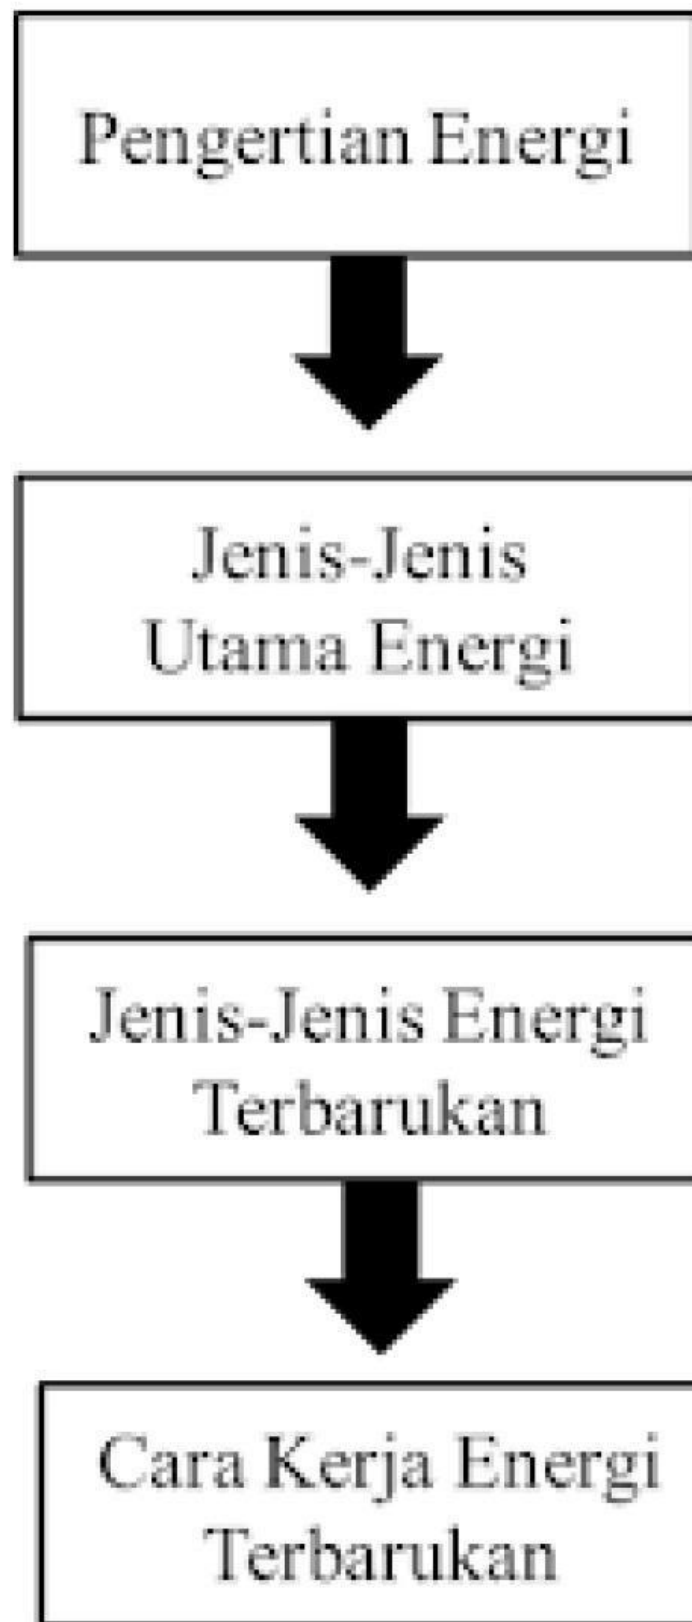 Pengertian Energi
Jenis-Jenis
Utama Energi
Jenis-Jenis Energi
Terbarukan
Cara Kerja Energi
Terbarukan